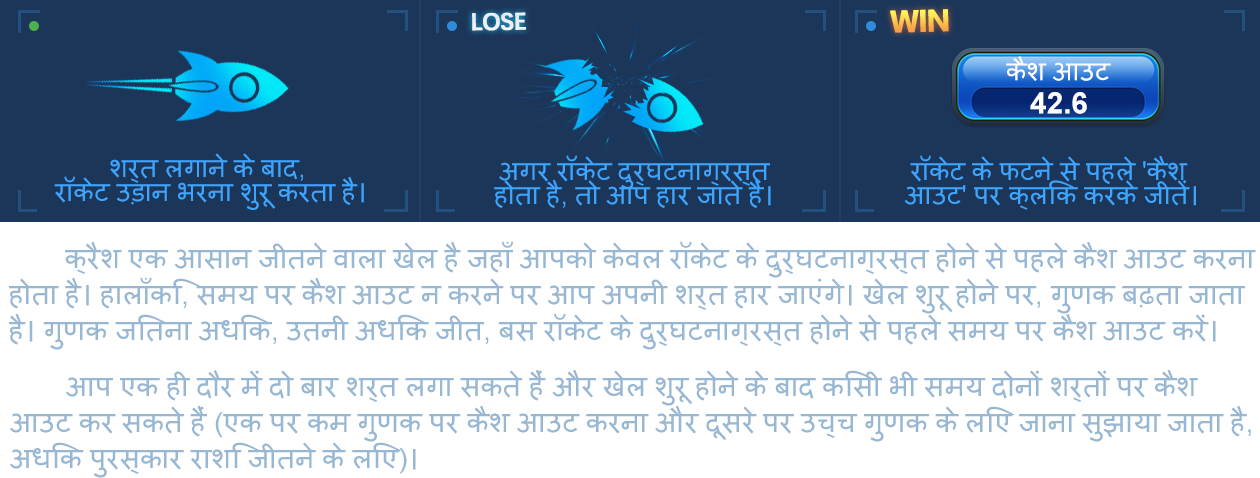 LOSE
WIN
कैश आउट
42.6
शर्त लगाने के बाद,
रॉकेट उड़ान भरना शुरू करता है।
अगर रॉकेट दुर्घटनाग्रस्त
होता है, तो आप हार जाते हैं।
रॉकेट के फटने से पहले 'कैश
आउट' पर क्लिक करके जीतें।
क्रैश एक आसान जीतने वाला खेल है जहाँ आपको केवल रॉकेट के दुर्घटनाग्रस्त होने से पहले कैश आउट करना
होता है। हालाँकि, समय पर कैश आउट न करने पर आप अपनी शर्त हार जाएंगे। खेल शुरू होने पर, गुणक बढ़ता जाता
है। गुणक जितना अधिक, उतनी अधिक जीत, बस रॉकेट के दुर्घटनाग्रस्त होने से पहले समय पर कैश आउट करें।
आप एक ही दौर में दो बार शर्त लगा सकते हैं और खेल शुरू होने के बाद किसी भी समय दोनों शर्तों पर कैश
आउट कर सकते हैं (एक पर कम गुणक पर कैश आउट करना और दूसरे पर उच्च गुणक के लिए जाना सुझाया जाता है,
अधिक पुरस्कार राशि जीतने के लिए)।